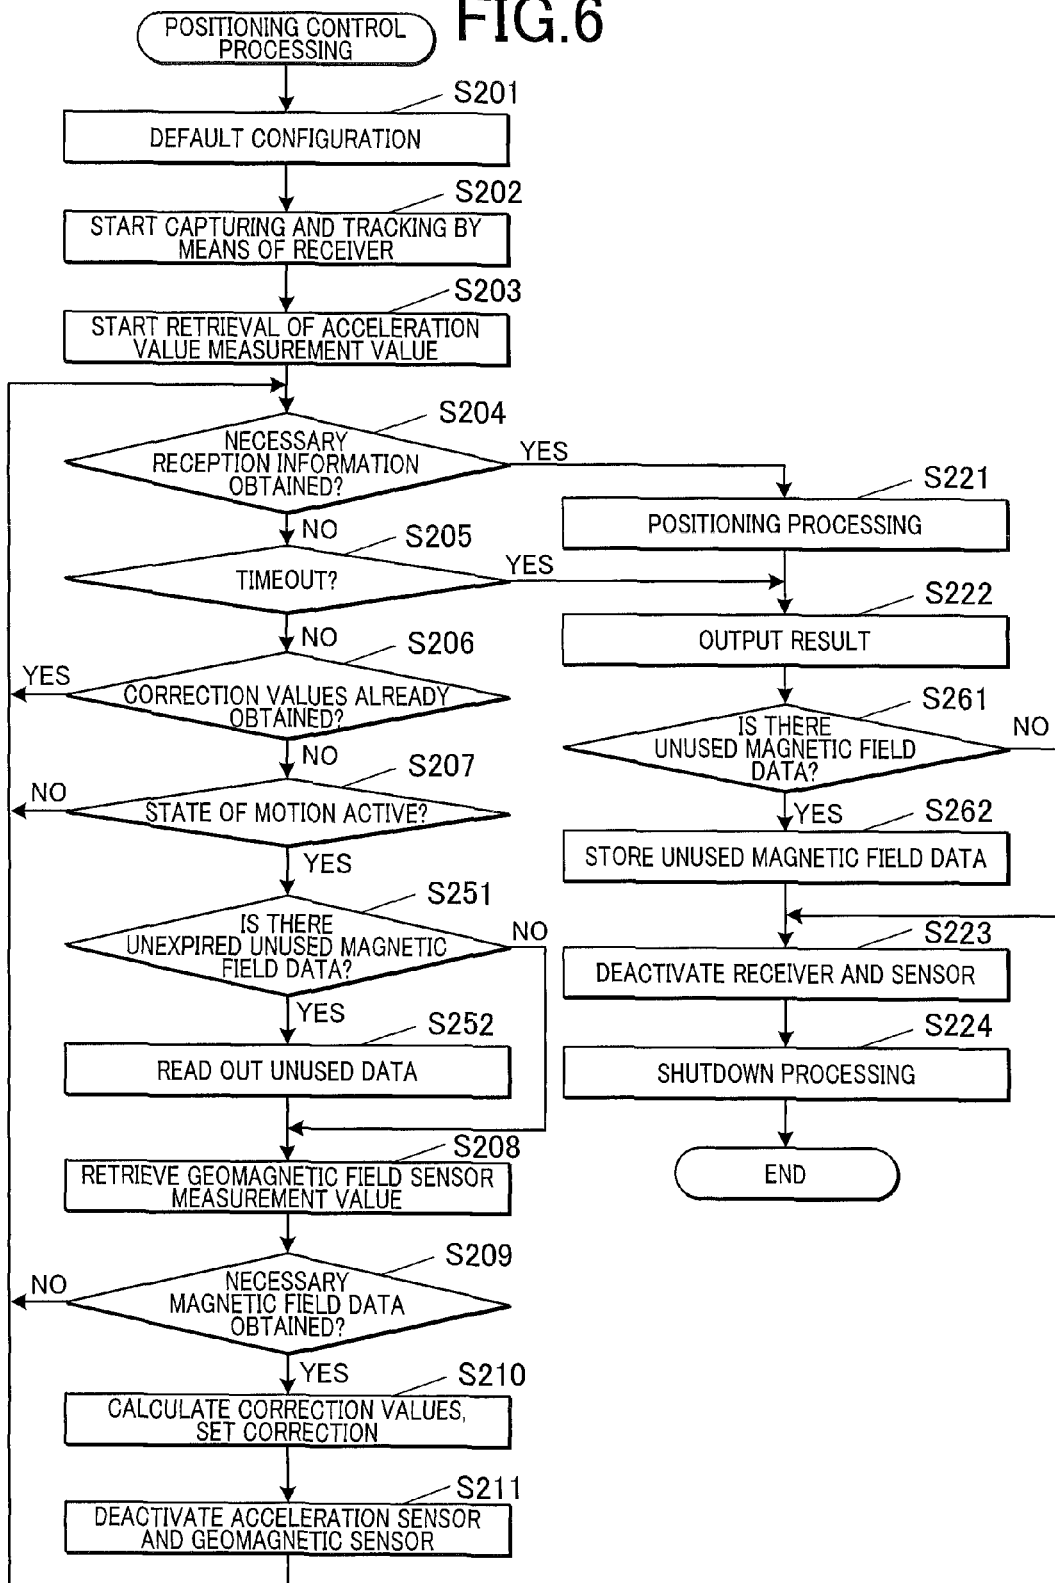 FIG.6
POSITIONING CONTROL
PROCESSING
S201
DEFAULT CONFIGURATION
S202
START CAPTURING AND TRACKING BY
MEANS OF RECEIVER
S203
START RETRIEVAL OF ACCELERATION
VALUE MEASUREMENT VALUE
S204
NECESSARY
RECEPTION INFORMATION
OBTAINED?
YES
NO
S205
TIMEOUT?
YES
NO
S206
CORRECTION VALUES ALREADY
OBTAINED?
YES
NO
S207
STATE OF MOTION ACTIVE?
NO
YES
S251
IS THERE
UNEXPIRED UNUSED MAGNETIC
FIELD DATA?
NO
YES
S252
READ OUT UNUSED DATA
S208
RETRIEVE GEOMAGNETIC FIELD SENSOR
MEASUREMENT VALUE
S209
NECESSARY
MAGNETIC FIELD DATA
OBTAINED?
NO
YES
S210
CALCULATE CORRECTION VALUES,
SET CORRECTION
S211
DEACTIVATE ACCELERATION SENSOR
AND GEOMAGNETIC SENSOR
S221
POSITIONING PROCESSING
S222
OUTPUT RESULT
S261
IS THERE
UNUSED MAGNETIC FIELD
DATA?
NO
YES
S262
STORE UNUSED MAGNETIC FIELD DATA
S223
DEACTIVATE RECEIVER AND SENSOR
S224
SHUTDOWN PROCESSING
END